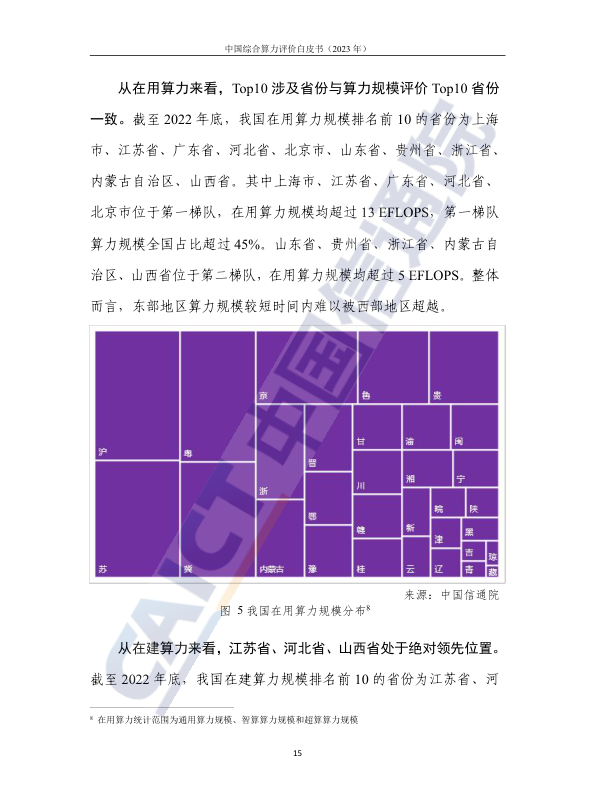 中国综合算力评价白皮书（2023 年）
从在用算力来看，Top10 涉及省份与算力规模评价 Top10 省份
一致。截至 2022 年底，我国在用算力规模排名前 10 的省份为上海
市、江苏省、广东省、河北省、北京市、山东省、贵州省、浙江省、
内蒙古自治区、山西省。其中上海市、江苏省、广东省、河北省、
北京市位于第一梯队，在用算力规模均超过 13 EFLOPS，第一梯队
算力规模全国占比超过 45%。山东省、贵州省、浙江省、内蒙古自
治区、山西省位于第二梯队，在用算力规模均超过 5 EFLOPS。整体
而言，东部地区算力规模较短时间内难以被西部地区超越。
京 鲁 贵
沪 粤 晋 甘 渝 闽
浙 川 湘 宁
鄂 赣 新 皖 陕
津 黑
吉 琼
苏 冀 内蒙古 豫 桂 云 辽 青 藏
来源：中国信通院
图 5 我国在用算力规模分布8
从在建算力来看，江苏省、河北省、山西省处于绝对领先位置。
截至 2022 年底，我国在建算力规模排名前 10 的省份为江苏省、河
8 在用算力统计范围为通用算力规模、智算算力规模和超算算力规模
15
CAICT 中国信通院